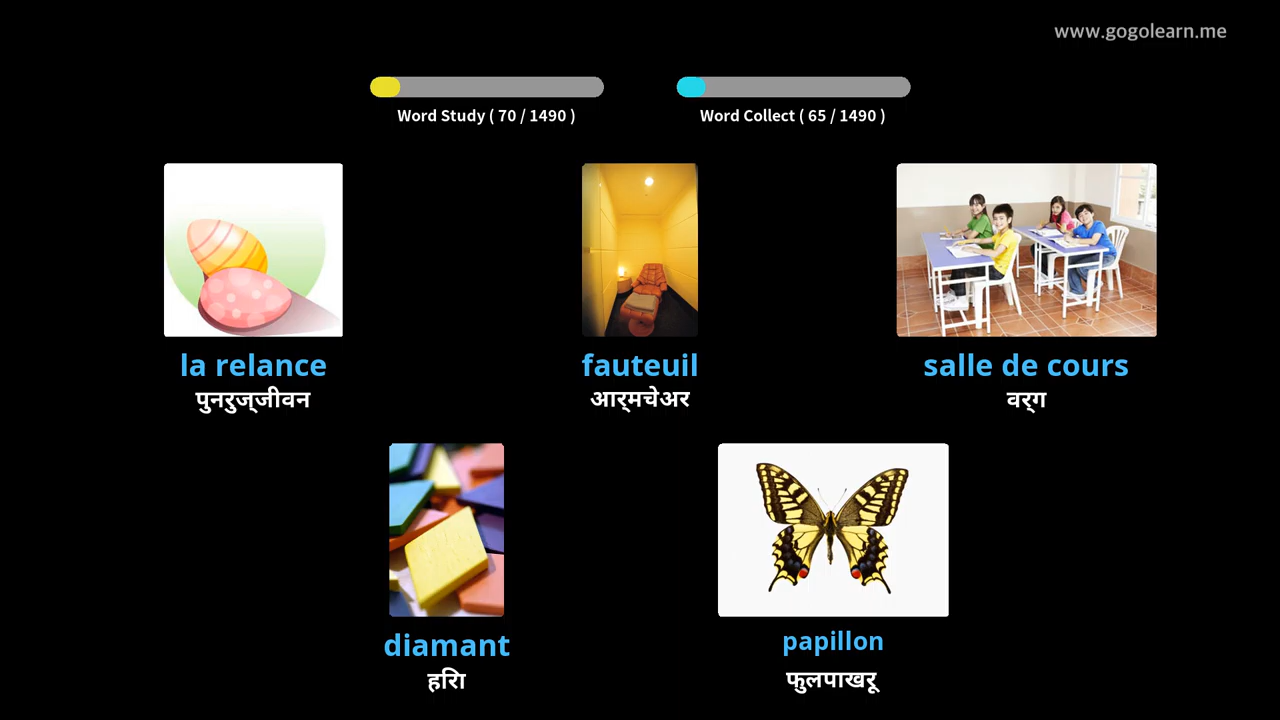 www.gogolearn.me
Word Study ( 70 / 1490 )
Word Collect ( 65 / 1490 )
la relance
fauteuil
salle de cours
पुनरुज्जीवन
आर्मचेअर
वर्ग
diamant
papillon
हिरा
फुलपाखरू